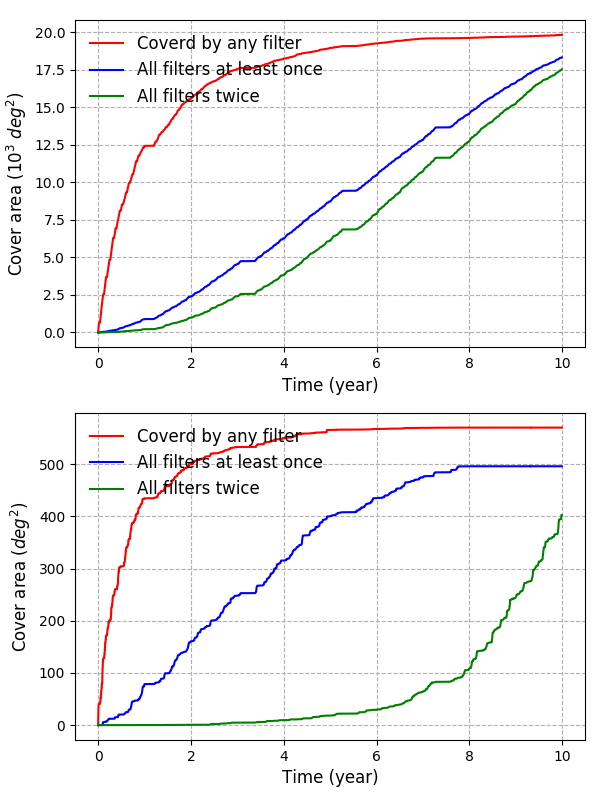 20.0
17.5
15.0
12.5
10.0
7.5
5.0
2.5
0.0
Cover area (10³ deg²)
Coverd by any filter
All filters at least once
All filters twice
0 2 4 6 8 10
Time (year)
500
400
300
200
100
0
Cover area (deg²)
Coverd by any filter
All filters at least once
All filters twice
0 2 4 6 8 10
Time (year)